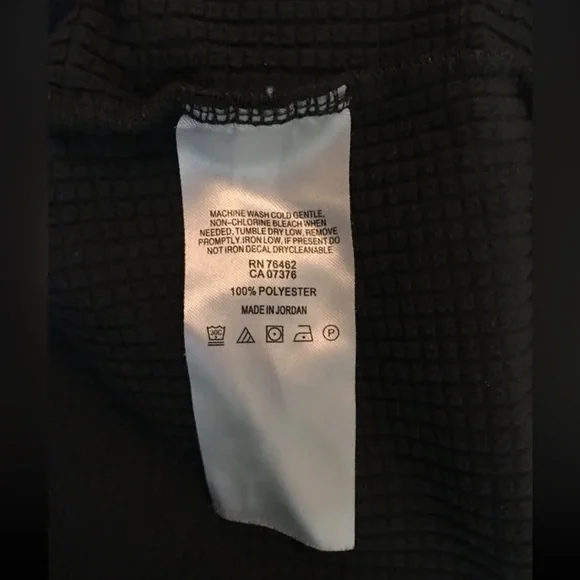 MACHINE WASH COLD GENTLE,
NON-CHLORINE BLEACH WHEN
NEEDED, TUMBLE DRY LOW, REMOVE
PROMPTLY. IRON LOW, IF PRESENT DO
NOT IRON DECAL DRYCLEANABLE
RN 76462
CA 07376
100% POLYESTER
MADE IN JORDAN
30C P